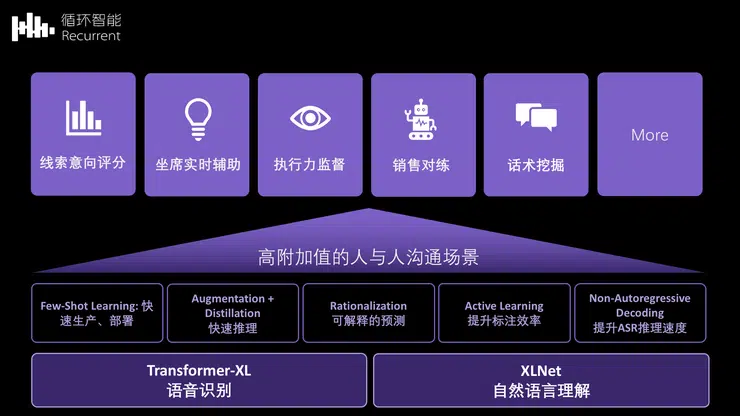 循环智能
Recurrent
线索意向评分
坐席实时辅助
执行力监督
销售对练
话术挖掘
More
高附加值的人与人沟通场景
Few-Shot Learning: 快
速生产、部署
Augmentation +
Distillation
快速推理
Rationalization
可解释的预测
Active Learning
提升标注效率
Non-Autoregressive
Decoding
提升ASR推理速度
Transformer-XL
语音识别
XLNet
自然语言理解